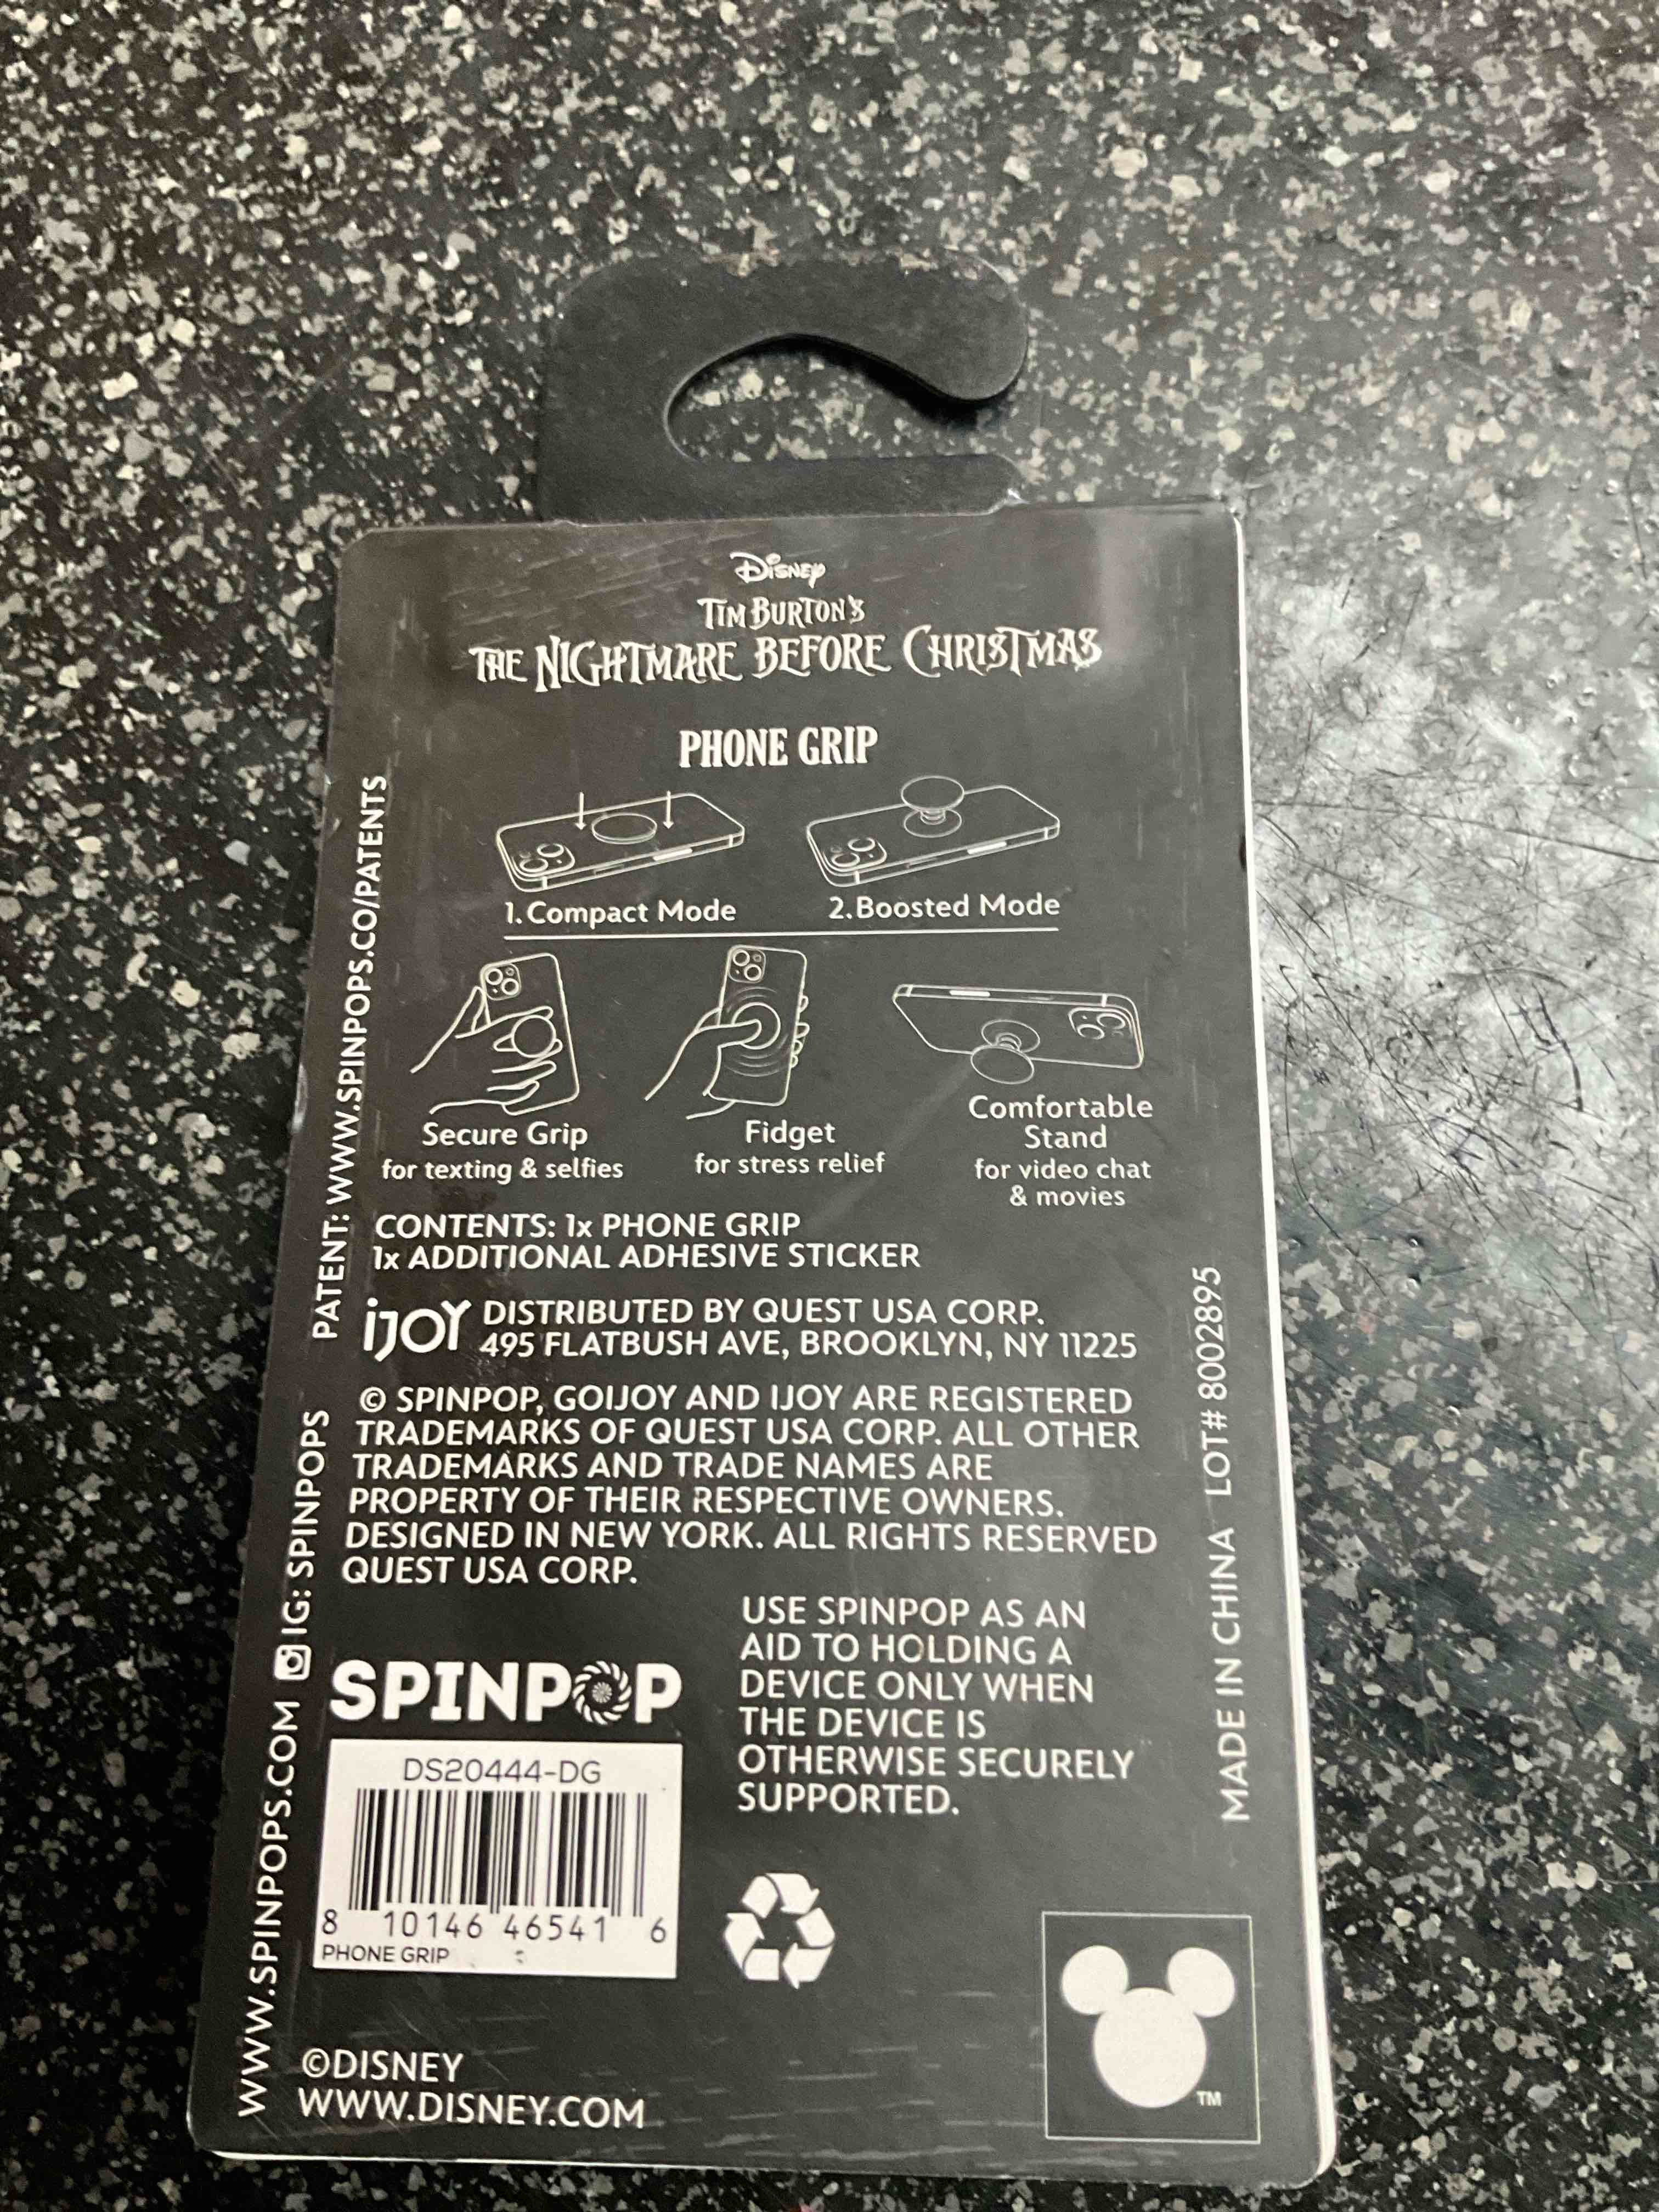 Disney
TIM BURTON'S
THE NIGHTMARE BEFORE CHRISTMAS
PHONE GRIP
1. Compact Mode
2. Boosted Mode
Secure Grip
for texting & selfies
Fidget
for stress relief
Comfortable
Stand
for video chat
& movies
CONTENTS: 1x PHONE GRIP
1x ADDITIONAL ADHESIVE STICKER
iJOY
DISTRIBUTED BY QUEST USA CORP.
495 FLATBUSH AVE, BROOKLYN, NY 11225
© SPINPOP, GOIJOY AND IJOY ARE REGISTERED
TRADEMARKS OF QUEST USA CORP. ALL OTHER
TRADEMARKS AND TRADE NAMES ARE
PROPERTY OF THEIR RESPECTIVE OWNERS.
DESIGNED IN NEW YORK. ALL RIGHTS RESERVED
QUEST USA CORP.
SPINPOP
USE SPINPOP AS AN
AID TO HOLDING A
DEVICE ONLY WHEN
THE DEVICE IS
OTHERWISE SECURELY
SUPPORTED.
DS20444-DG
8 10146 46541 6
PHONE GRIP
©DISNEY
WWW.DISNEY.COM
TM
WWW.SPINPOPS.COM IG: SPINPOPS PATENT: WWW.SPINPOPS.CO/PATENTS
MADE IN CHINA LOT# 8002895